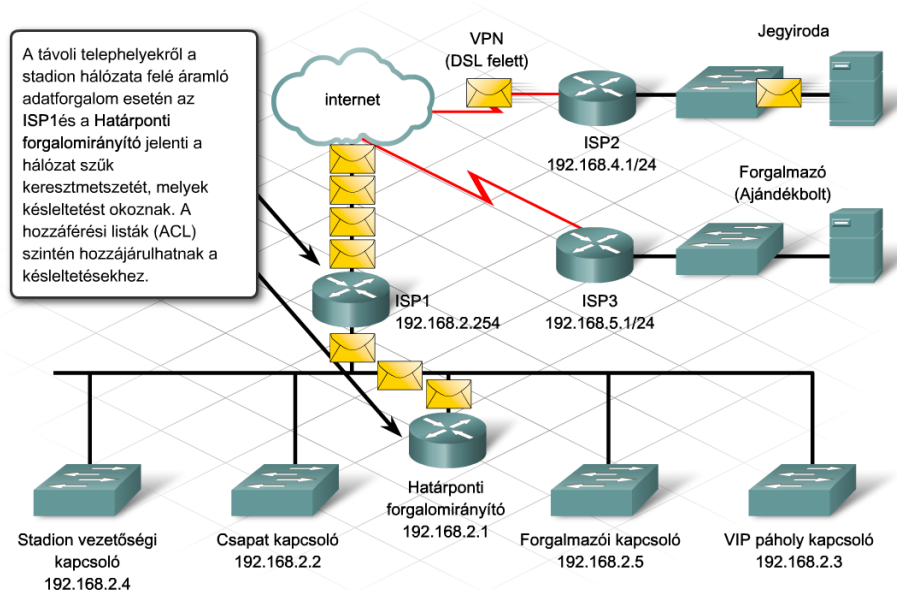 A távoli telephelyekről a
stadion hálózata felé áramló
adatforgalom esetén az
ISP1és a Határponti
forgalomirányító jelenti a
hálózat szűk
keresztmetszetét, melyek
késleltetést okoznak. A
hozzáférési listák (ACL)
szintén hozzájárulhatnak a
késleltetésekhez.
internet
VPN
(DSL felett)
ISP2
192.168.4.1/24
Jegyiroda
Forgalmazó
(Ajándékbolt)
ISP3
192.168.5.1/24
ISP1
192.168.2.254
Stadion vezetőségi
kapcsoló
192.168.2.4
Csapat kapcsoló
192.168.2.2
Határponti
forgalomirányító
192.168.2.1
Forgalmazói kapcsoló
192.168.2.5
VIP páholy kapcsoló
192.168.2.3